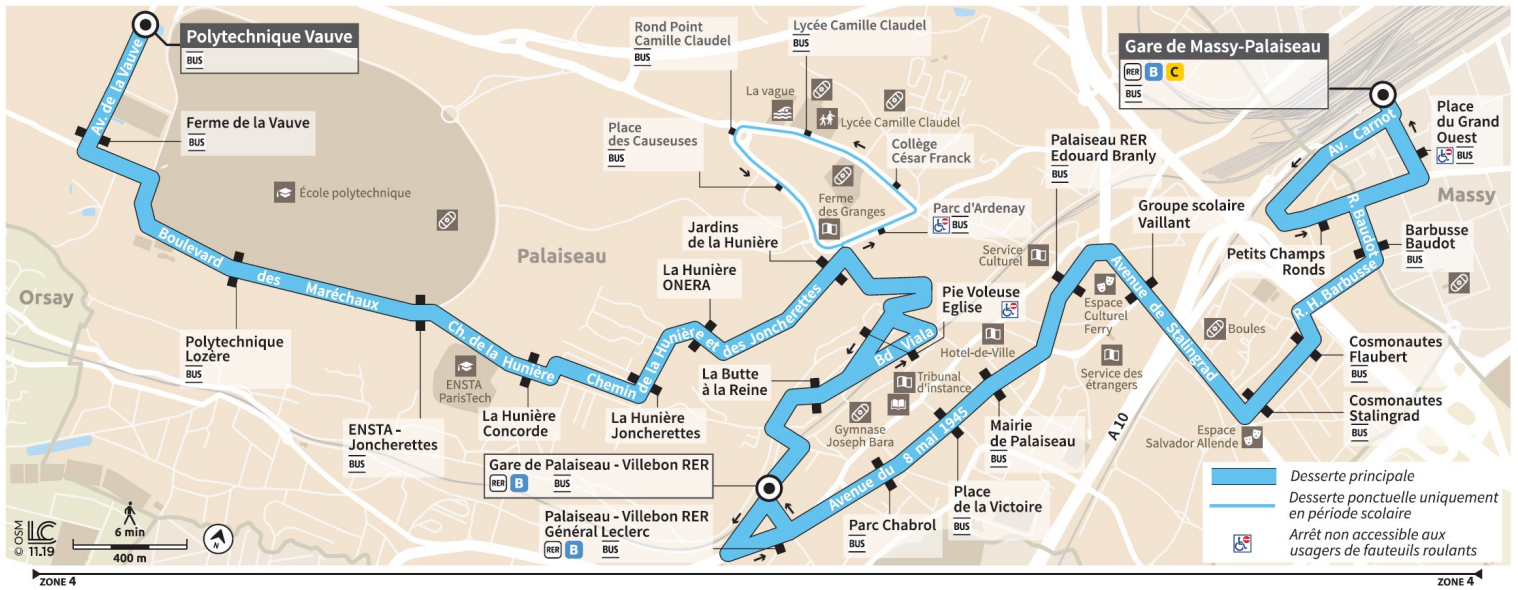 Polytechnique Vauve
BUS
Av. de la Vauve
Ferme de la Vauve
BUS
École polytechnique
Boulevard des Maréchaux
Orsay
Palaiseau
Polytechnique
Lozère
BUS
ENSTA -
Joncherettes
BUS
ENSTA
ParisTech
Ch. de la Hunière
La Hunière
Concorde
Chemin de la Hunière et des Joncherettes
La Hunière
Joncherettes
La Hunière
ONERA
Jardins
de la Hunière
Rond Point
Camille Claudel
BUS
Lycée Camille Claudel
BUS
La vague
Lycée Camille Claudel
Place
des Causeuses
BUS
Collège
César Franck
Ferme
des Granges
Parc d'Ardenay
BUS
Pie Voleuse
Eglise
Bd Viala
La Butte
à la Reine
Hotel-de-Ville
Tribunal
d'instance
Gymnase
Joseph Bara
Gare de Palaiseau - Villebon RER
RER B BUS
Palaiseau - Villebon RER
Général Leclerc
RER B BUS
Avenue du 8 mai 1945
Parc Chabrol
BUS
Place
de la Victoire
BUS
Mairie
de Palaiseau
BUS
Service
Culturel
Palaiseau RER
Edouard Branly
BUS
Espace
Culturel
Ferry
Service des
étrangers
A 10
Groupe scolaire
Vaillant
Avenue de Stalingrad
Boules
Espace
Salvador Allende
Cosmonautes
Stalingrad
BUS
Cosmonautes
Flaubert
BUS
R. H. Barbusse
Barbusse
Baudot
BUS
R. Baudot
Petits Champs
Ronds
Gare de Massy-Palaiseau
RER B C
BUS
Av. Carnot
Place
du Grand
Ouest
BUS
Massy
Desserte principale
Desserte ponctuelle uniquement
en période scolaire
Arrêt non accessible aux
usagers de fauteuils roulants
© OSM
LC
11.19
6 min
400 m
N
ZONE 4
ZONE 4